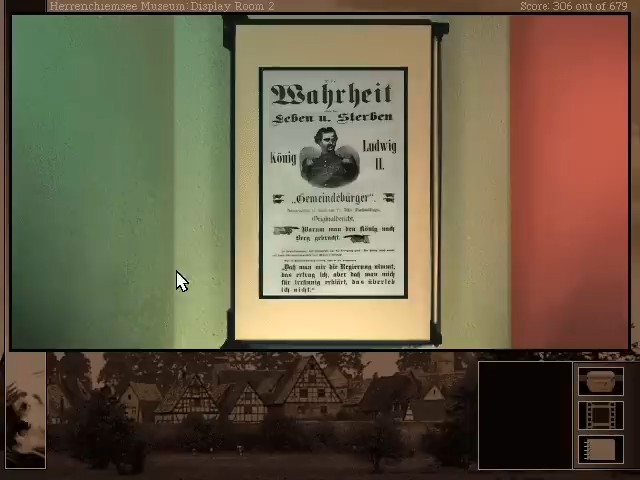 Herrenchiemsee Museum: Display Room 2
Score: 306 out of 679
Wahrheit
Leben u. Sterben
König
Ludwig
II.
„Gemeindebürger“.
Originalbericht.
Warum man den König nach
Berg gebracht.
„Daß man mir die Regierung nimmt,
das ertrag ich, aber daß man mich
für irrsinnig erklärt, das überleb
ich nicht.“